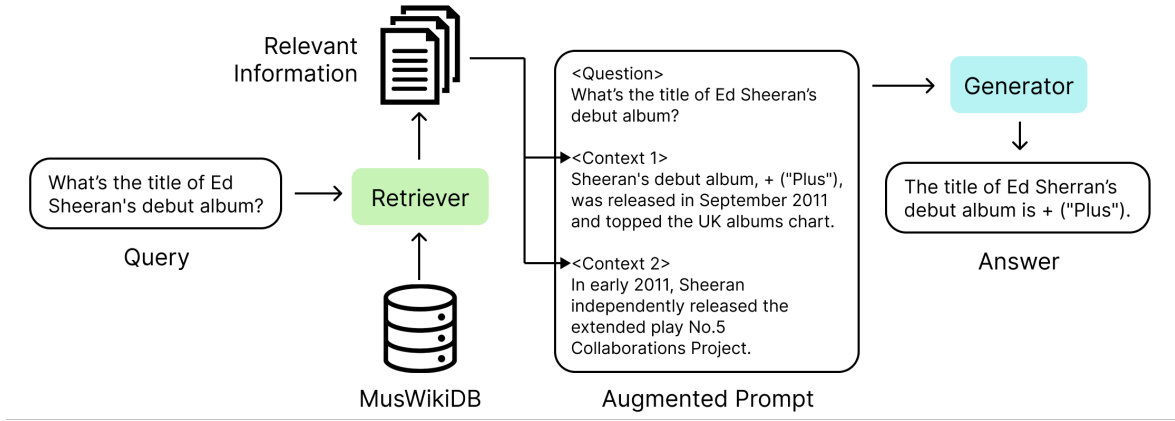 What’s the title of Ed
Sheeran's debut album?
Query
Relevant
Information
Retriever
MusWikiDB
<Question>
What’s the title of Ed Sheeran’s
debut album?
<Context 1>
Sheeran's debut album, + ("Plus"),
was released in September 2011
and topped the UK albums chart.
<Context 2>
In early 2011, Sheeran
independently released the
extended play No.5
Collaborations Project.
Augmented Prompt
Generator
The title of Ed Sherran’s
debut album is + ("Plus").
Answer